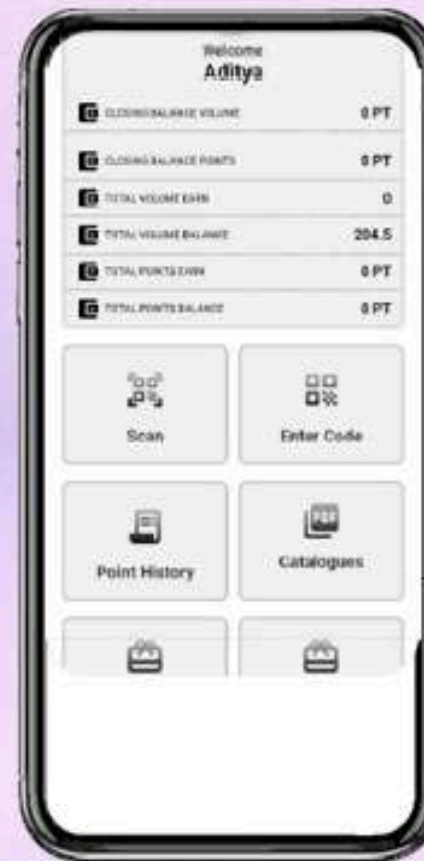 Welcome
Aditya
CLOSING BALANCE VOLUME 0 PT
CLOSING BALANCE POINTS 0 PT
TOTAL VOLUME EARN 0
TOTAL VOLUME BALANCE 204.5
TOTAL POINTS EARN 0 PT
TOTAL POINTS BALANCE 0 PT
Scan Enter Code
PDF
Point History Catalogues